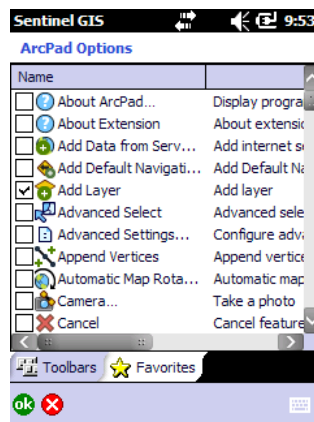 Sentinel GIS 9:53
ArcPad Options
Name
About ArcPad... Display progra
About Extension About extensio
Add Data from Serv... Add internet s
Add Default Navigati... Add Default Na
Add Layer Add layer
Advanced Select Advanced sele
Advanced Settings... Configure adva
Append Vertices Append vertice
Automatic Map Rota... Automatic map
Camera... Take a photo
Cancel Cancel feature
Toolbars Favorites
ok